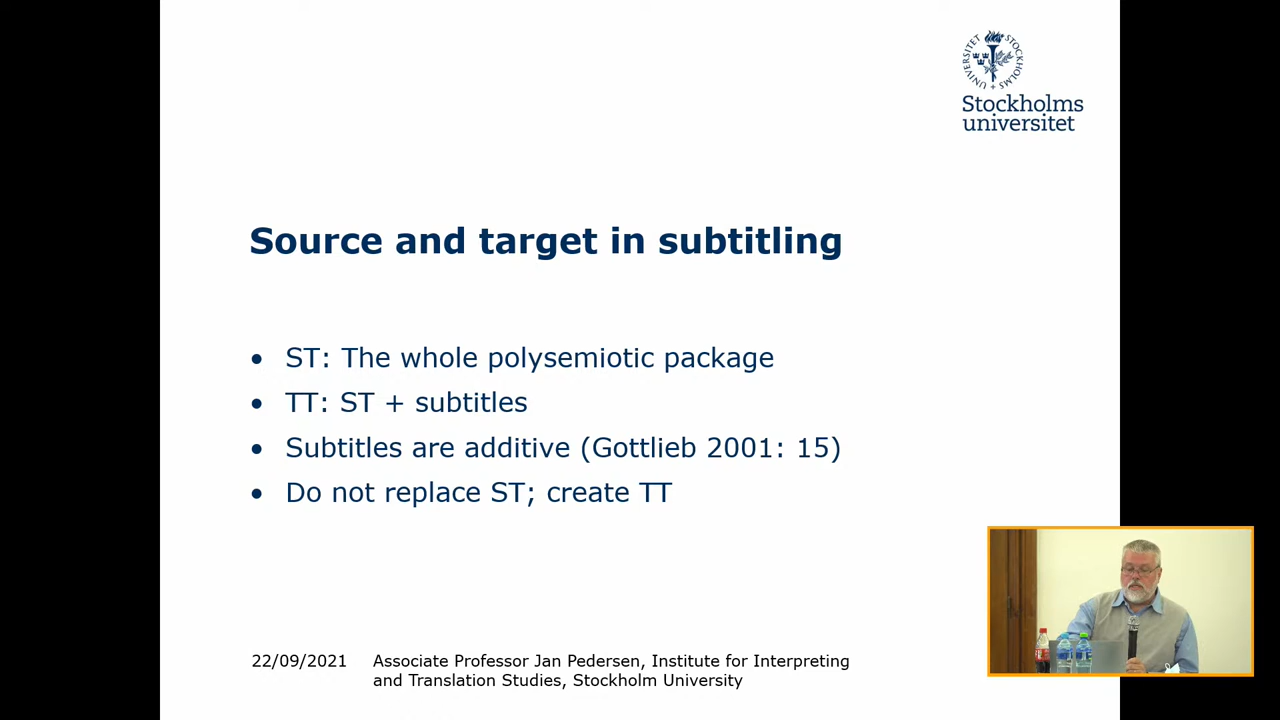 STOCKHOLMS UNIVERSITET
Stockholms
universitet
Source and target in subtitling
• ST: The whole polysemiotic package
• TT: ST + subtitles
• Subtitles are additive (Gottlieb 2001: 15)
• Do not replace ST; create TT
22/09/2021 Associate Professor Jan Pedersen, Institute for Interpreting
and Translation Studies, Stockholm University